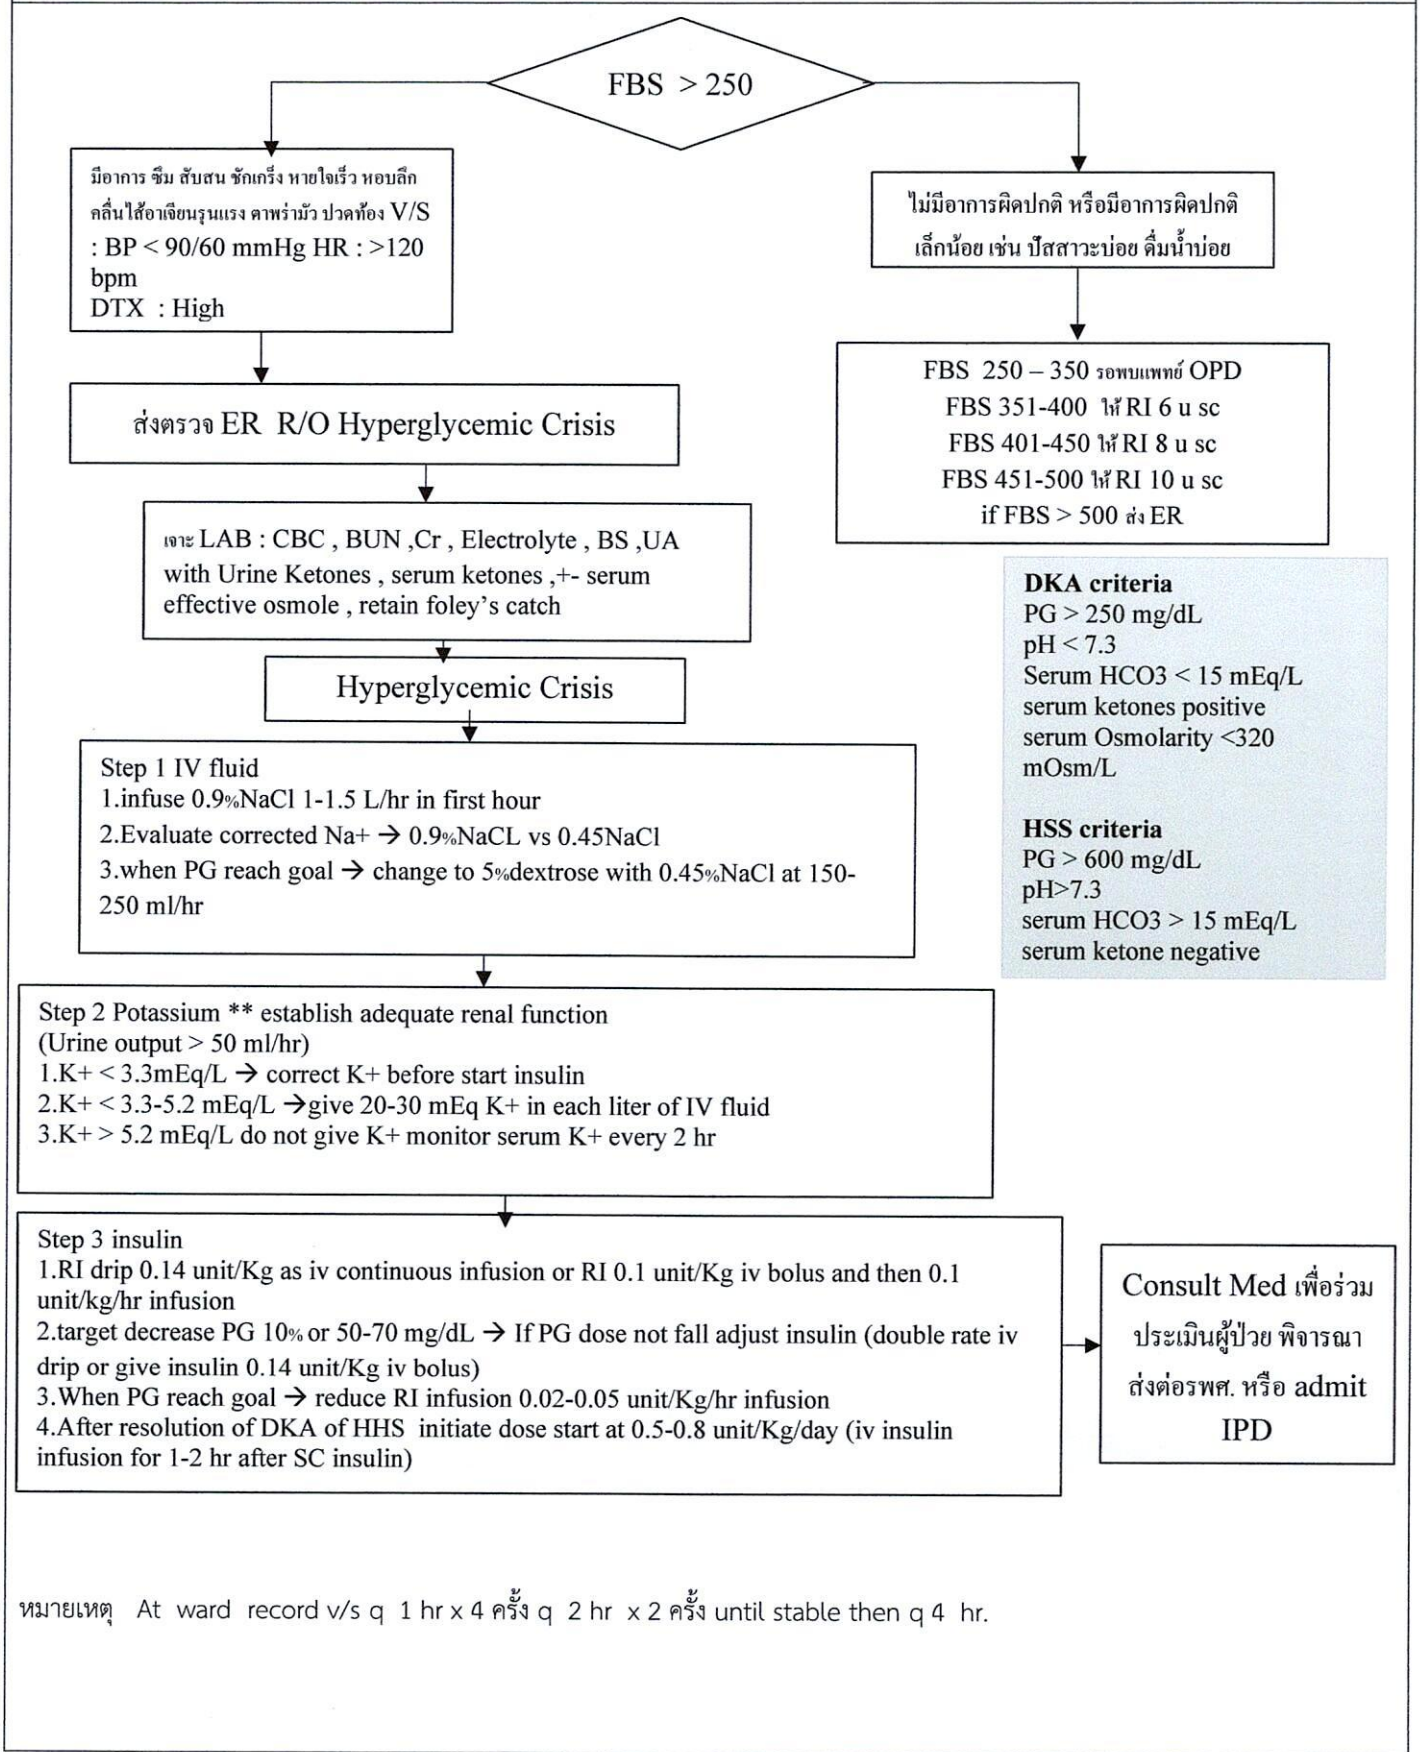 FBS > 250
มีอาการ ซึม สับสน ชักเกร็ง หายใจเร็ว หอบลึก
คลื่นไส้อาเจียนรุนแรง ตาพร่ามัว ปวดท้อง V/S
: BP < 90/60 mmHg HR : >120
bpm
DTX : High
ไม่มีอาการผิดปกติ หรือมีอาการผิดปกติ
เล็กน้อย เช่น ปัสสาวะบ่อย ดื่มน้ำบ่อย
ส่งตรวจ ER R/O Hyperglycemic Crisis
FBS 250 – 350 รอพบแพทย์ OPD
FBS 351-400 ให้ RI 6 u sc
FBS 401-450 ให้ RI 8 u sc
FBS 451-500 ให้ RI 10 u sc
if FBS > 500 ส่ง ER
เจาะ LAB : CBC , BUN ,Cr , Electrolyte , BS ,UA
with Urine Ketones , serum ketones ,+- serum
effective osmole , retain foley's catch
Hyperglycemic Crisis
DKA criteria
PG > 250 mg/dL
pH < 7.3
Serum HCO3 < 15 mEq/L
serum ketones positive
serum Osmolarity <320
mOsm/L
HSS criteria
PG > 600 mg/dL
pH>7.3
serum HCO3 > 15 mEq/L
serum ketone negative
Step 1 IV fluid
1.infuse 0.9%NaCl 1-1.5 L/hr in first hour
2.Evaluate corrected Na+ → 0.9%NaCL vs 0.45NaCl
3.when PG reach goal → change to 5%dextrose with 0.45%NaCl at 150-
250 ml/hr
Step 2 Potassium ** establish adequate renal function
(Urine output > 50 ml/hr)
1.K+ < 3.3mEq/L → correct K+ before start insulin
2.K+ < 3.3-5.2 mEq/L →give 20-30 mEq K+ in each liter of IV fluid
3.K+ > 5.2 mEq/L do not give K+ monitor serum K+ every 2 hr
Step 3 insulin
1.RI drip 0.14 unit/Kg as iv continuous infusion or RI 0.1 unit/Kg iv bolus and then 0.1
unit/kg/hr infusion
2.target decrease PG 10% or 50-70 mg/dL → If PG dose not fall adjust insulin (double rate iv
drip or give insulin 0.14 unit/Kg iv bolus)
3.When PG reach goal → reduce RI infusion 0.02-0.05 unit/Kg/hr infusion
4.After resolution of DKA of HHS initiate dose start at 0.5-0.8 unit/Kg/day (iv insulin
infusion for 1-2 hr after SC insulin)
Consult Med เพื่อร่วม
ประเมินผู้ป่วย พิจารณา
ส่งต่อรพศ. หรือ admit
IPD
หมายเหตุ At ward record v/s q 1 hr x 4 ครั้ง q 2 hr x 2 ครั้ง until stable then q 4 hr.